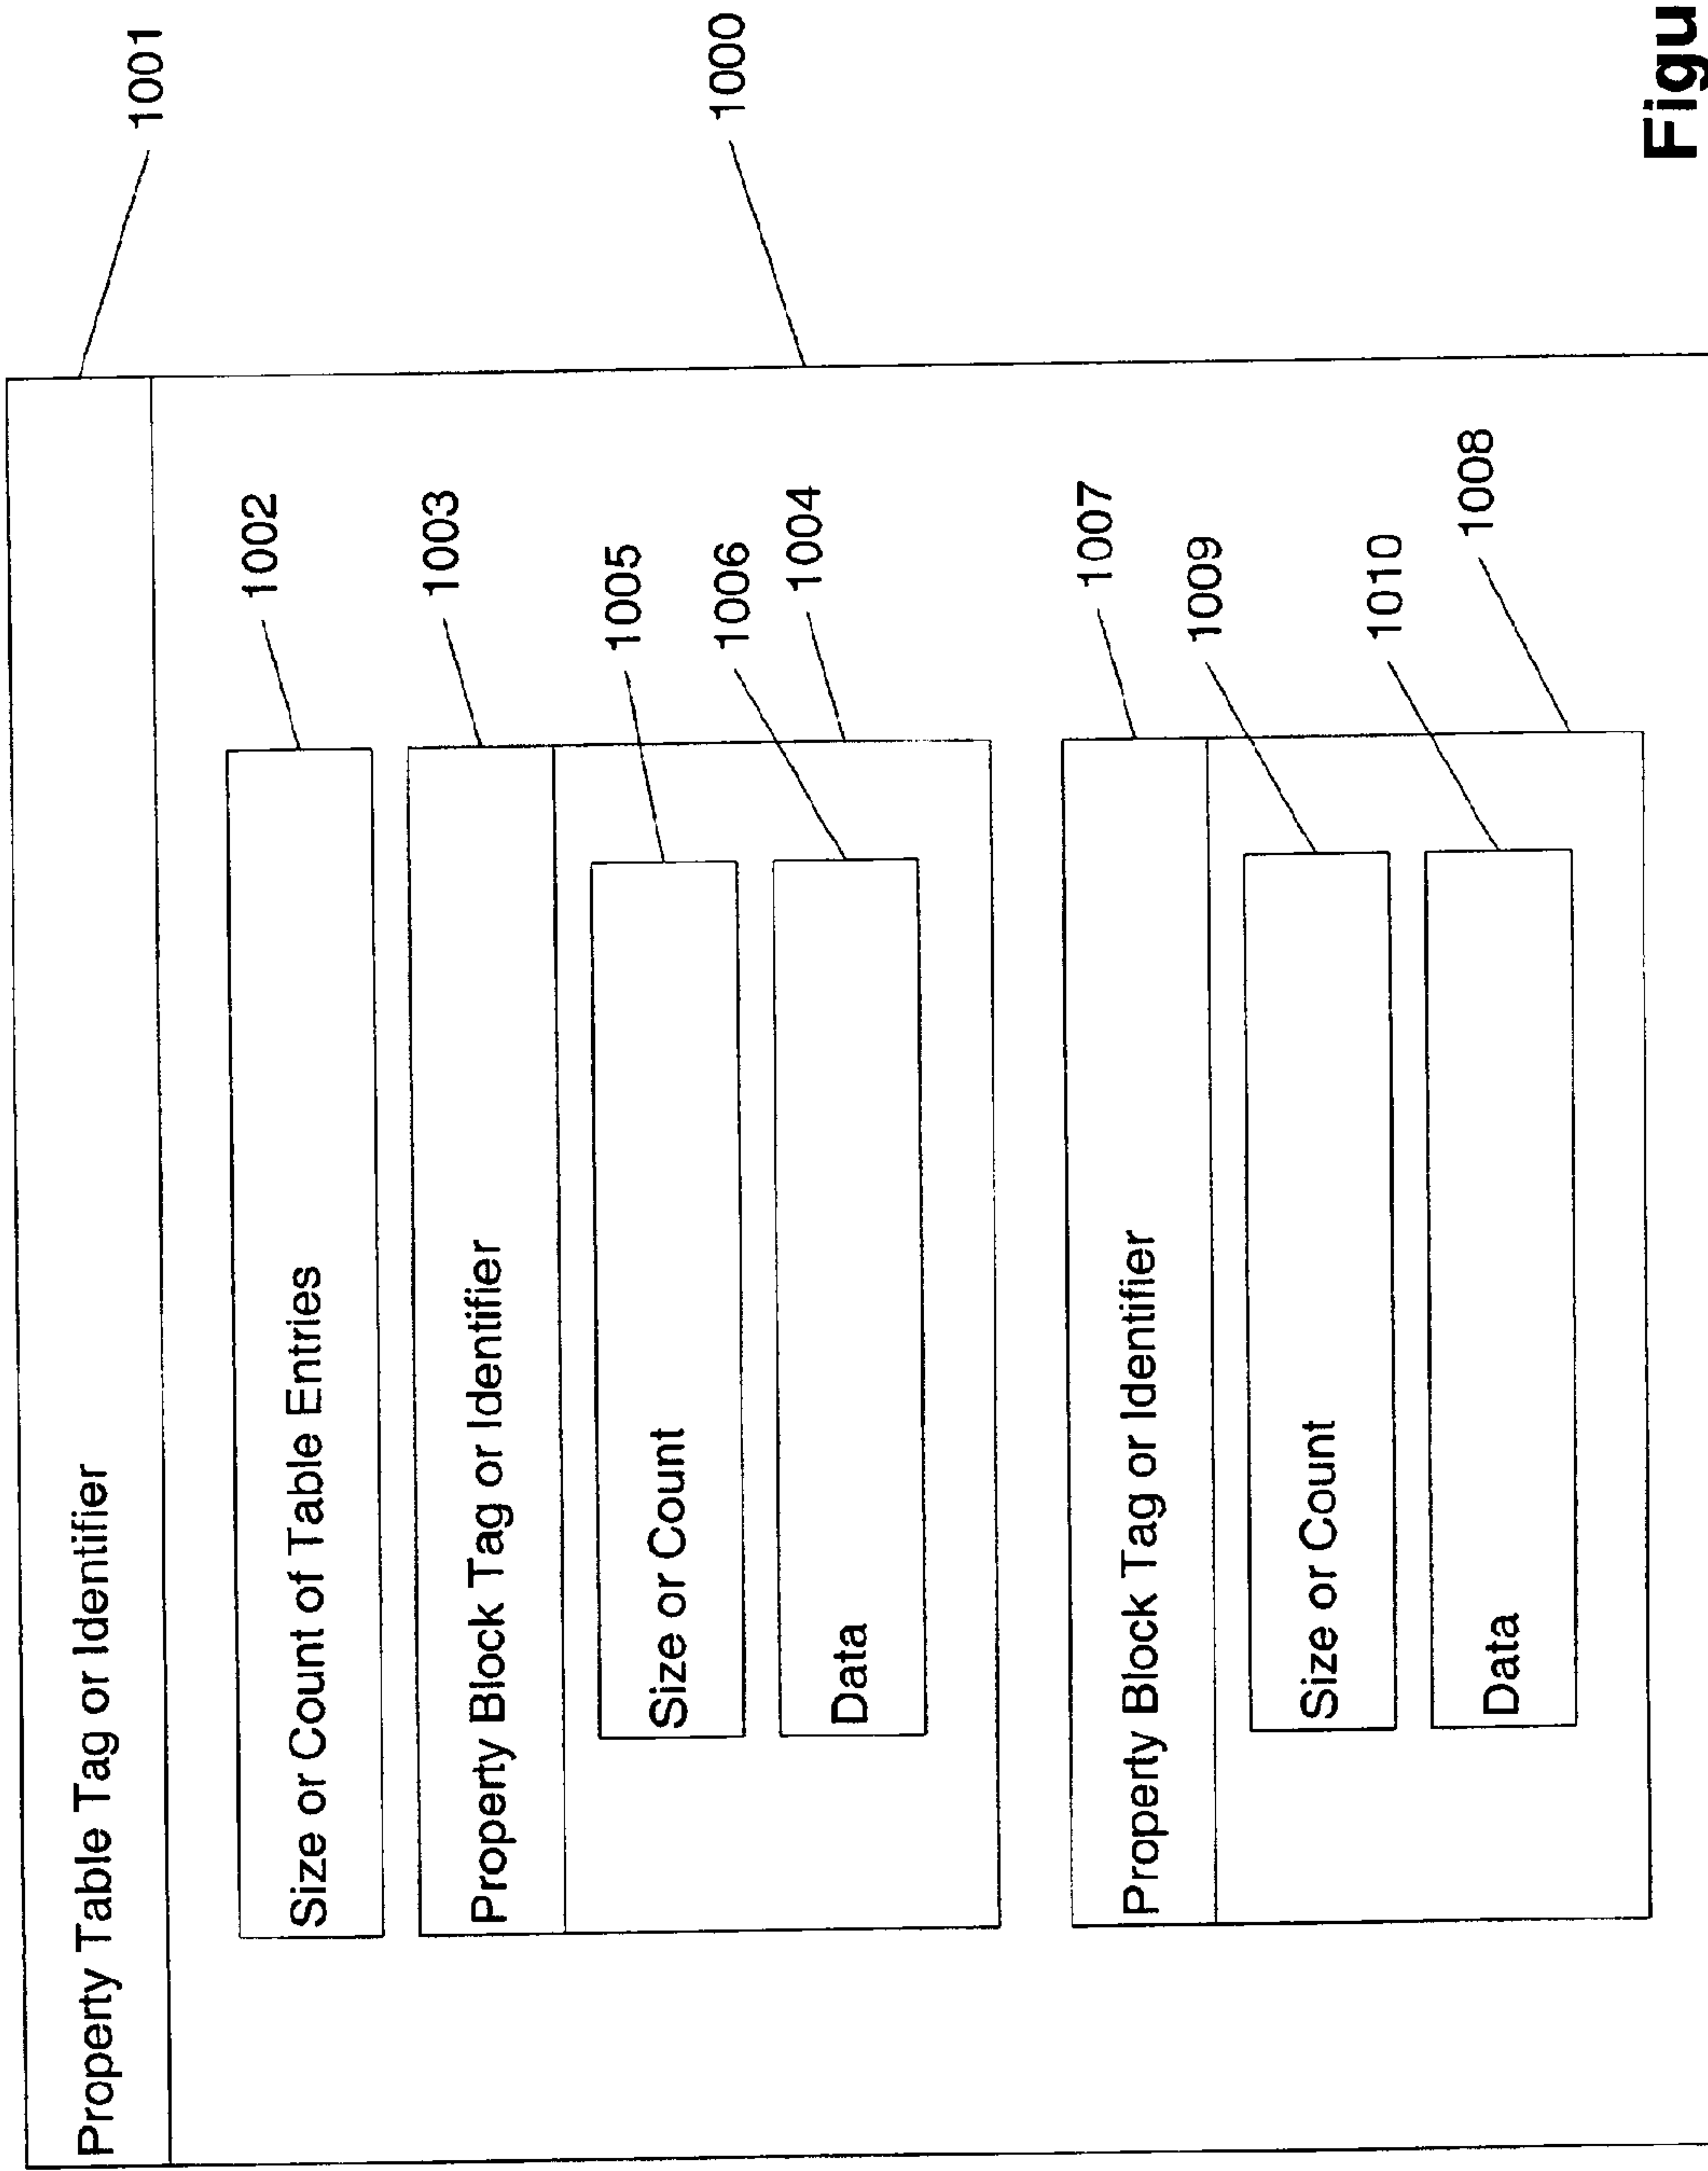 Property Table Tag or Identifier
1001
Size or Count of Table Entries
1002
Property Block Tag or Identifier
1003
Size or Count
1005
Data
1006
1004
1000
Property Block Tag or Identifier
1007
Size or Count
1009
Data
1010
1008
Figu